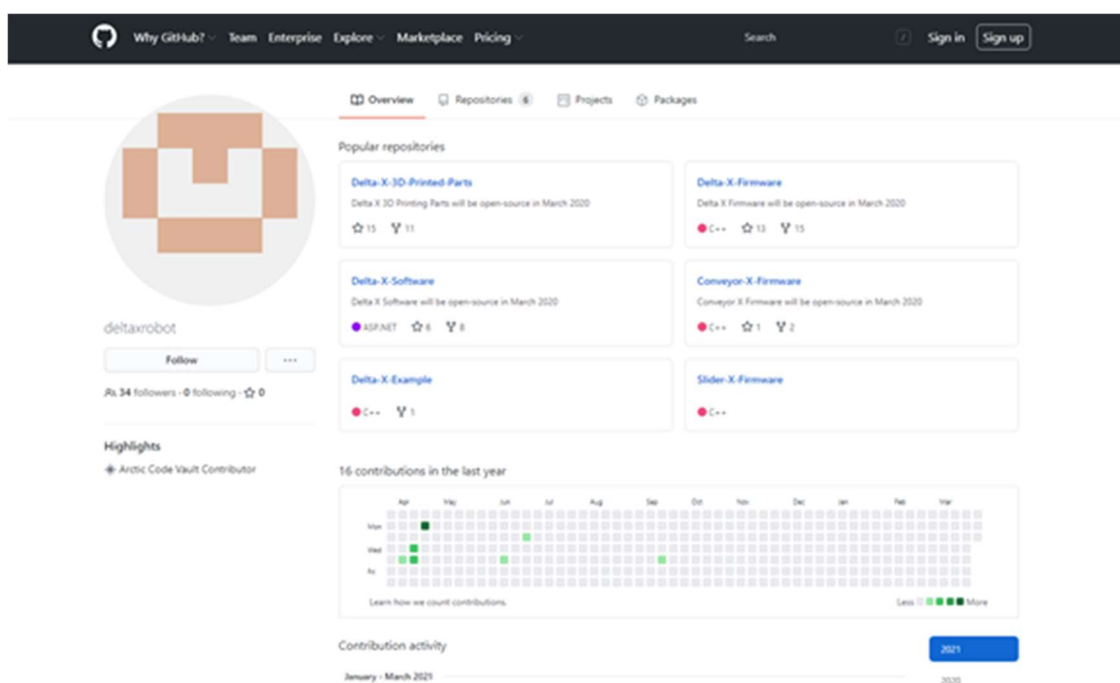 Why GitHub? Team Enterprise Explore Marketplace Pricing Search / Sign in Sign up
Overview Repositories 6 Projects Packages
Popular repositories
Delta-X-3D-Printed-Parts
Delta X 3D Printing Parts will be open-source in March 2020
15 11
Delta-X-Firmware
Delta X Firmware will be open-source in March 2020
C++ 13 15
Delta-X-Software
Delta X Software will be open-source in March 2020
ASP.NET 6 8
Conveyor-X-Firmware
Conveyor X Firmware will be open-source in March 2020
C++ 1 2
Delta-X-Example
C++ 1
Slider-X-Firmware
C++
deltaxrobot
Follow ...
34 followers · 0 following · 0
Highlights
Arctic Code Vault Contributor
16 contributions in the last year
Apr May Jun Jul Aug Sep Oct Nov Dec Jan Feb Mar
Mon
Wed
Fri
Learn how we count contributions. Less More
Contribution activity
2021
January - March 2021
2020